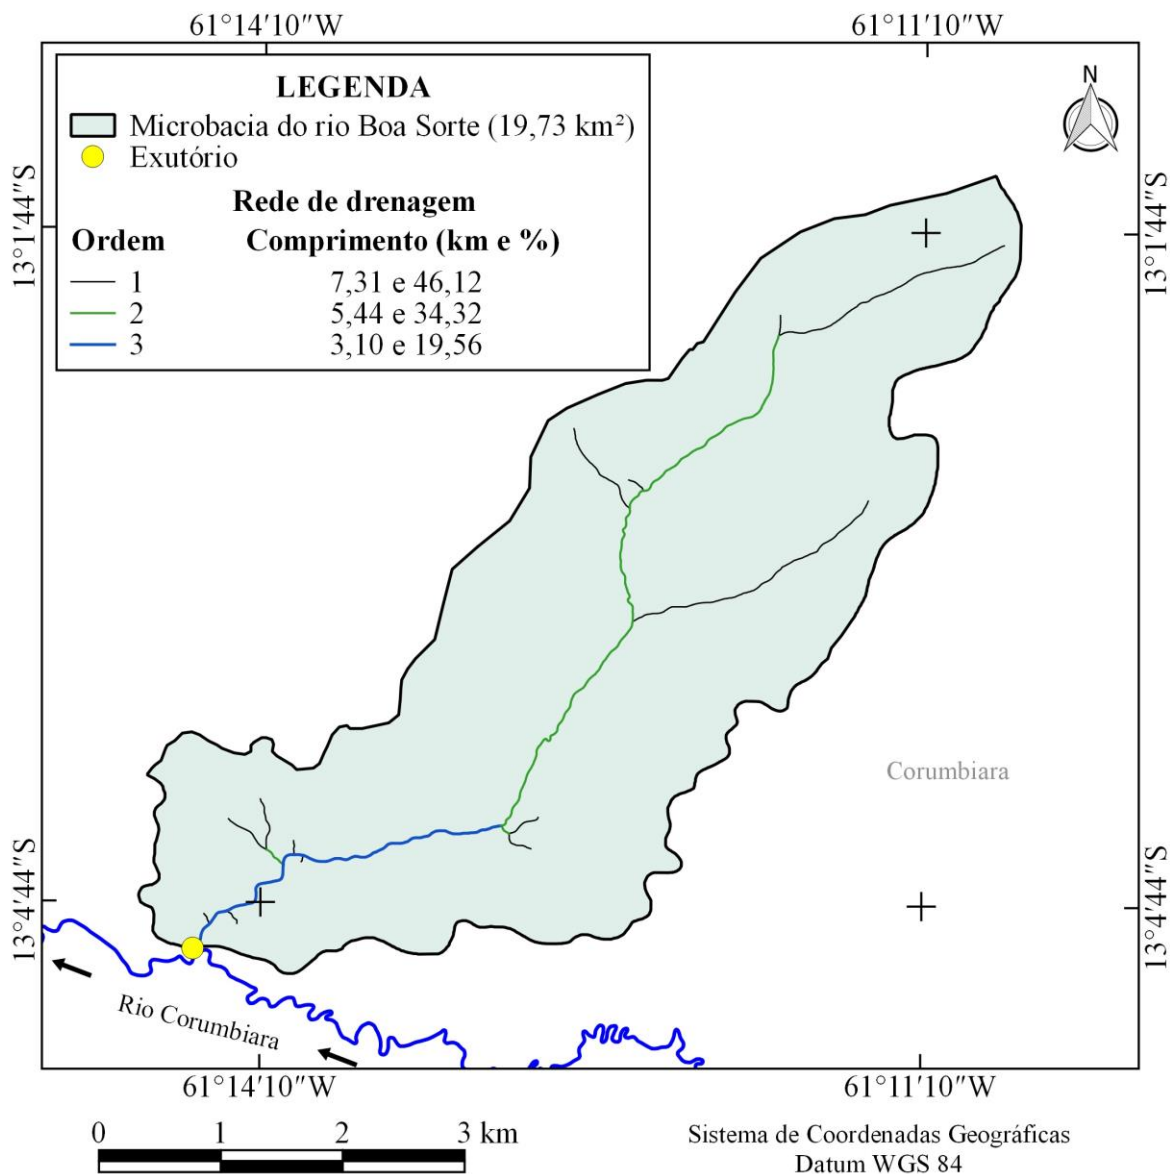 61°14'10"W 61°11'10"W
LEGENDA
Microbacia do rio Boa Sorte (19,73 km²)
Exutório
Rede de drenagem
Ordem Comprimento (km e %)
1 7,31 e 46,12
2 5,44 e 34,32
3 3,10 e 19,56
N
13°1'44"S
13°1'44"S
Corumbiara
13°4'44"S
13°4'44"S
Rio Corumbiara
61°14'10"W 61°11'10"W
0 1 2 3 km
Sistema de Coordenadas Geográficas
Datum WGS 84